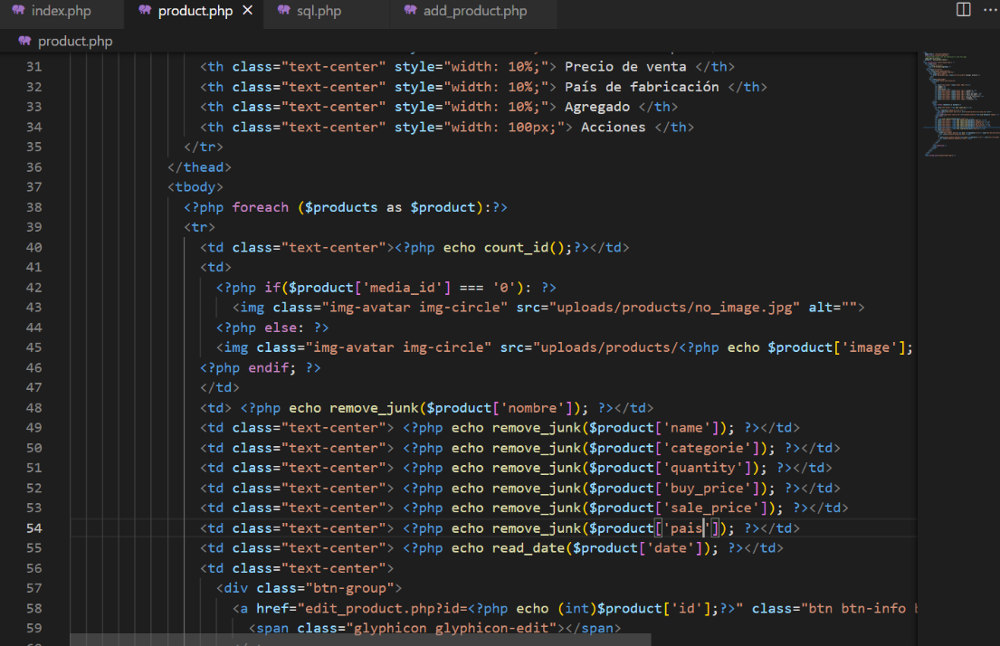 index.php product.php × sql.php add_product.php
product.php
31 <th class="text-center" style="width: 10%;"> Precio de venta </th>
32 <th class="text-center" style="width: 10%;"> País de fabricación </th>
33 <th class="text-center" style="width: 10%;"> Agregado </th>
34 <th class="text-center" style="width: 100px;"> Acciones </th>
35 </tr>
36 </thead>
37 <tbody>
38 <?php foreach ($products as $product):?>
39 <tr>
40 <td class="text-center"><?php echo count_id();?></td>
41 <td>
42 <?php if($product['media_id'] === '0'): ?>
43 <img class="img-avatar img-circle" src="uploads/products/no_image.jpg" alt="">
44 <?php else: ?>
45 <img class="img-avatar img-circle" src="uploads/products/<?php echo $product['image'];
46 <?php endif; ?>
47 </td>
48 <td> <?php echo remove_junk($product['nombre']); ?></td>
49 <td class="text-center"> <?php echo remove_junk($product['name']); ?></td>
50 <td class="text-center"> <?php echo remove_junk($product['categorie']); ?></td>
51 <td class="text-center"> <?php echo remove_junk($product['quantity']); ?></td>
52 <td class="text-center"> <?php echo remove_junk($product['buy_price']); ?></td>
53 <td class="text-center"> <?php echo remove_junk($product['sale_price']); ?></td>
54 <td class="text-center"> <?php echo remove_junk($product['pais']); ?></td>
55 <td class="text-center"> <?php echo read_date($product['date']); ?></td>
56 <td class="text-center">
57 <div class="btn-group">
58 <a href="edit_product.php?id=<?php echo (int)$product['id'];?>" class="btn btn-info
59 <span class="glyphicon glyphicon-edit"></span>